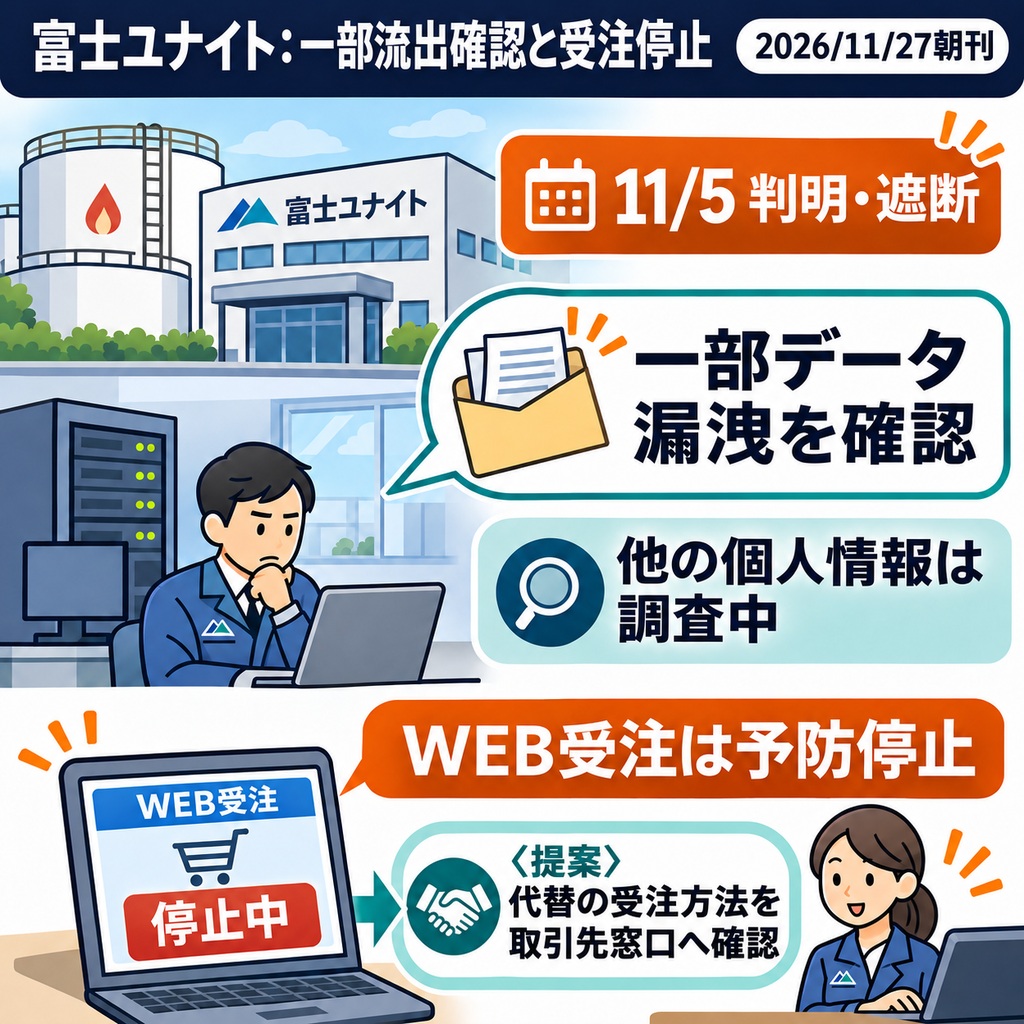 富士ユナイト：一部流出確認と受注停止
2026/11/27朝刊
富士ユナイト
11/5 判明・遮断
一部データ
漏洩を確認
他の個人情報は
調査中
WEB受注は予防停止
WEB受注
停止中
〈提案〉
代替の受注方法を
取引先窓口へ確認